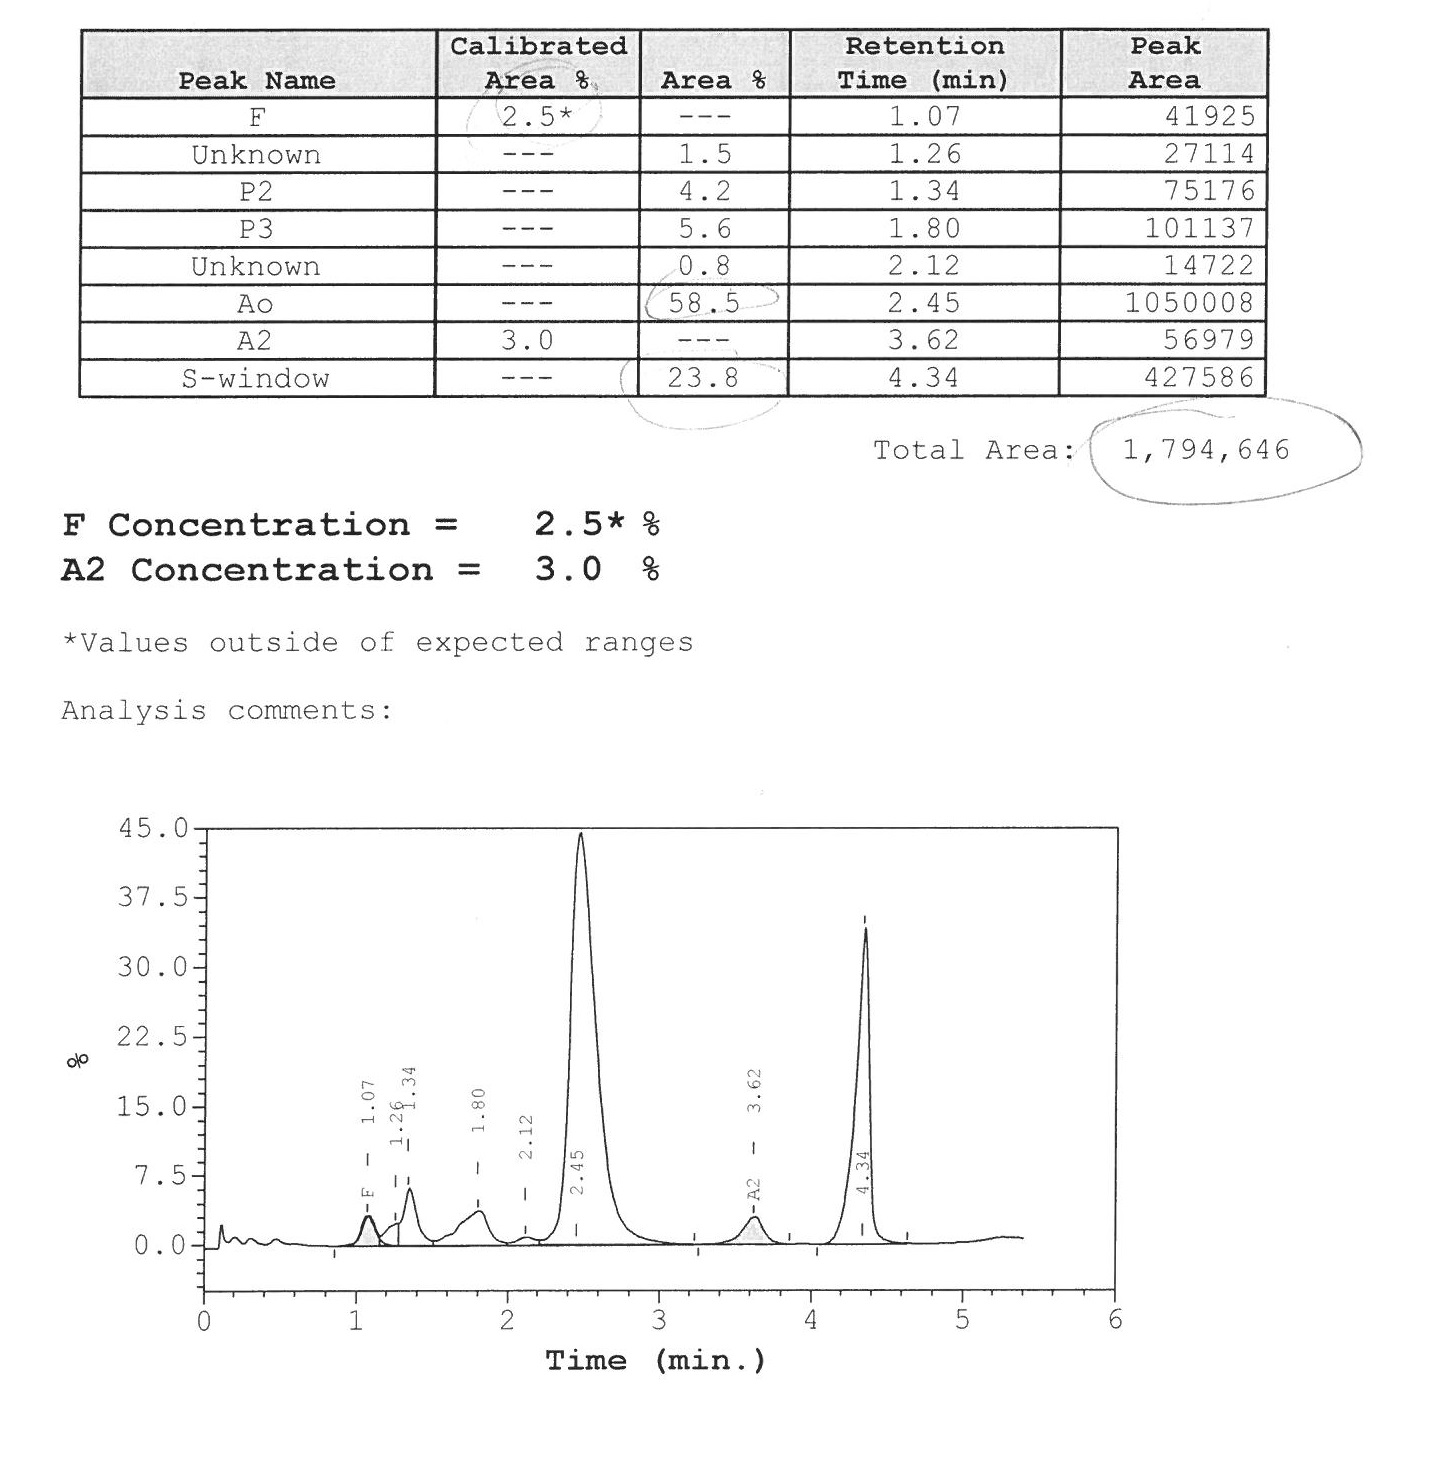 Peak Name Calibrated Area % Area % Retention Time (min) Peak Area
F 2.5* --- 1.07 41925
Unknown --- 1.5 1.26 27114
P2 --- 4.2 1.34 75176
P3 --- 5.6 1.80 101137
Unknown --- 0.8 2.12 14722
Ao --- 58.5 2.45 1050008
A2 3.0 --- 3.62 56979
S-window --- 23.8 4.34 427586
Total Area: 1,794,646
F Concentration = 2.5* %
A2 Concentration = 3.0 %
*Values outside of expected ranges
Analysis comments:
45.0
37.5
30.0
22.5
15.0
7.5
0.0
%
F 1.07
1.26
1.34
1.80
2.12
2.45
A2 3.62
4.34
0 1 2 3 4 5 6
Time (min.)